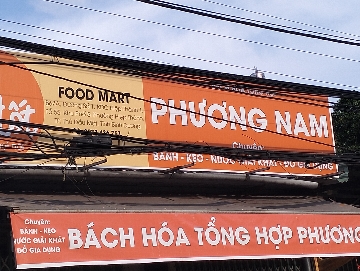 FOOD MART
PHƯƠNG NAM
Chuyên:
BÁNH - KẸO - NƯỚC GIẢI KHÁT - ĐỒ GIA DỤNG
Chuyên:
BÁNH - KẸO
NƯỚC GIẢI KHÁT
ĐỒ GIA DỤNG
BÁCH HÓA TỔNG HỢP PHƯƠNG